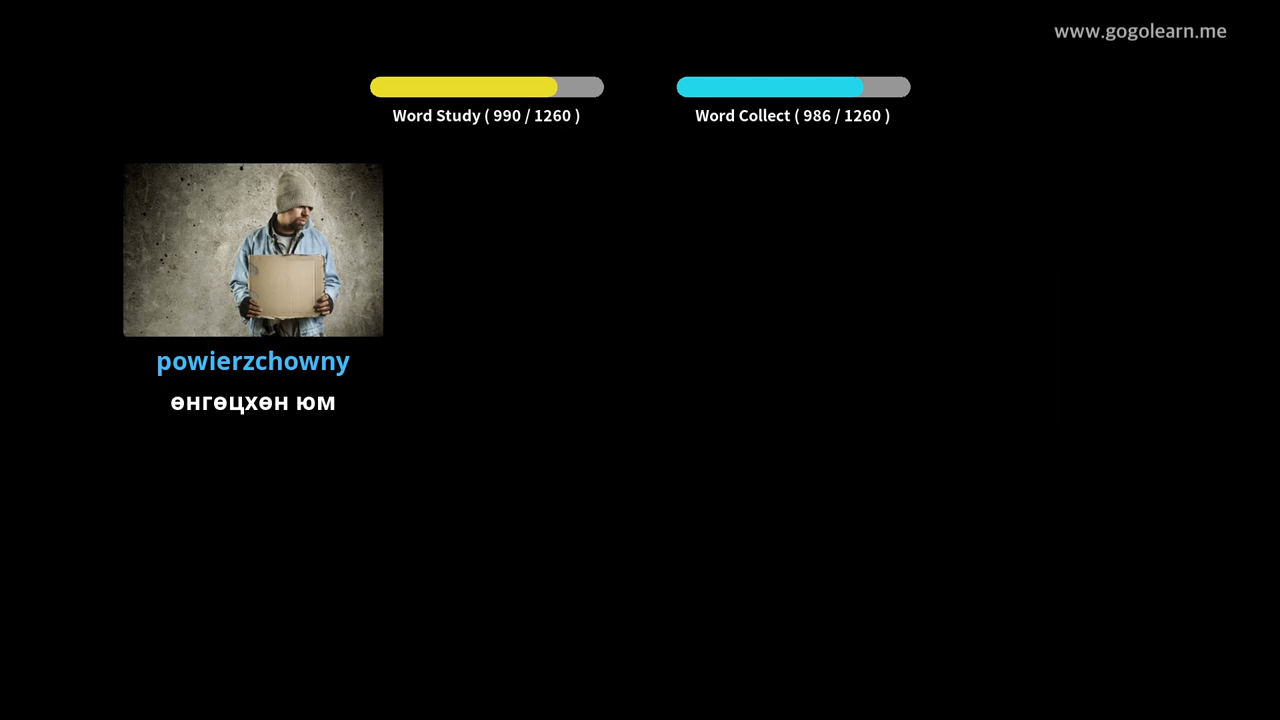 www.gogolearn.me
Word Study ( 990 / 1260 )
Word Collect ( 986 / 1260 )
powierzchowny
өнгөцхөн юм